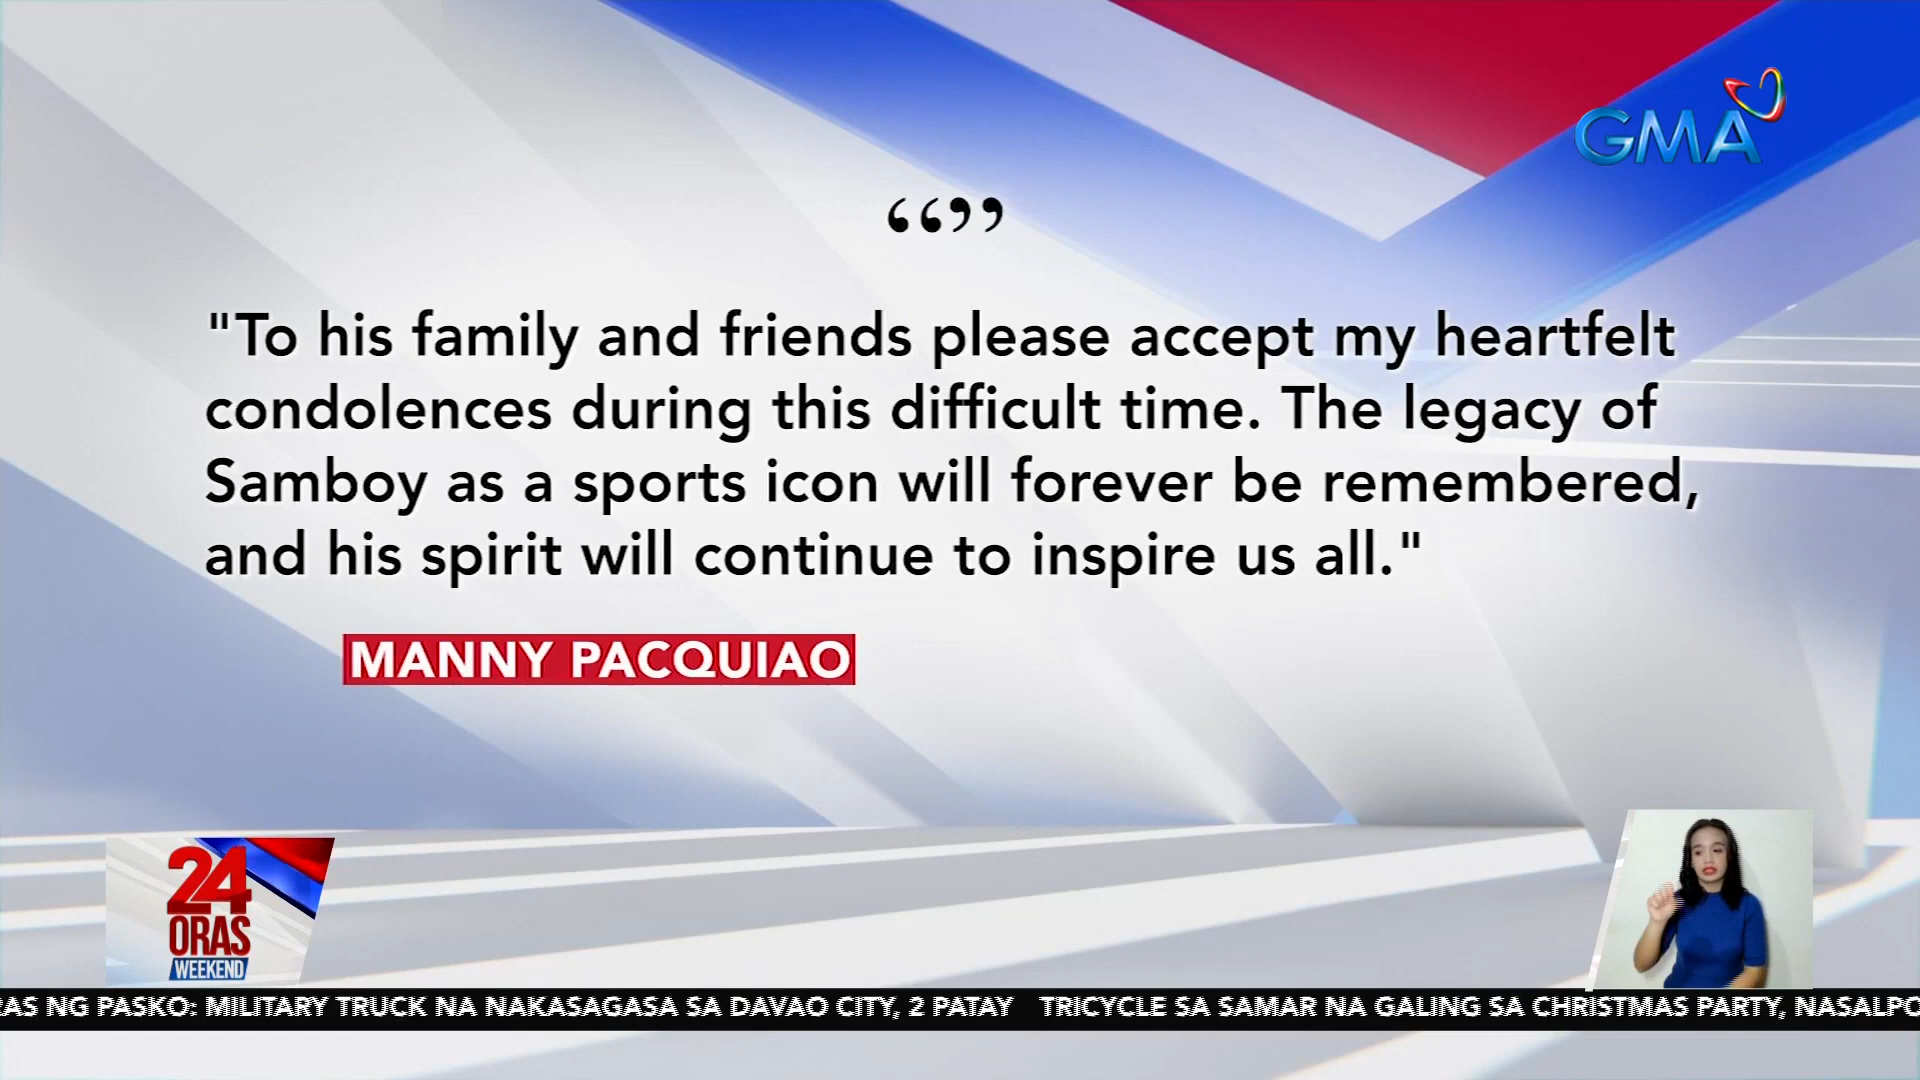 GMA
“”
"To his family and friends please accept my heartfelt
condolences during this difficult time. The legacy of
Samboy as a sports icon will forever be remembered,
and his spirit will continue to inspire us all."
MANNY PACQUIAO
24
ORAS
WEEKEND
RAS NG PASKO: MILITARY TRUCK NA NAKASAGASA SA DAVAO CITY, 2 PATAY TRICYCLE SA SAMAR NA GALING SA CHRISTMAS PARTY, NASALPO